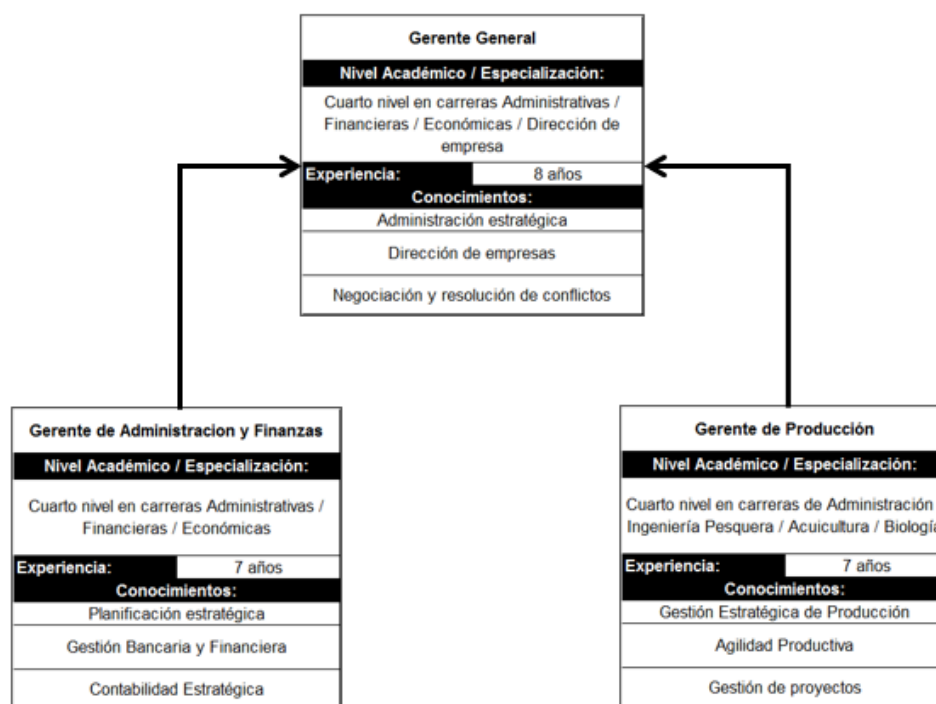 Gerente General
Nivel Académico / Especialización:
Cuarto nivel en carreras Administrativas /
Financieras / Económicas / Dirección de
empresa
Experiencia: 8 años
Conocimientos:
Administración estratégica
Dirección de empresas
Negociación y resolución de conflictos
Gerente de Administracion y Finanzas
Nivel Académico / Especialización:
Cuarto nivel en carreras Administrativas /
Financieras / Económicas
Experiencia: 7 años
Conocimientos:
Planificación estratégica
Gestión Bancaria y Financiera
Contabilidad Estratégica
Gerente de Producción
Nivel Académico / Especialización:
Cuarto nivel en carreras de Administración
Ingeniería Pesquera / Acuicultura / Biología
Experiencia: 7 años
Conocimientos:
Gestión Estratégica de Producción
Agilidad Productiva
Gestión de proyectos